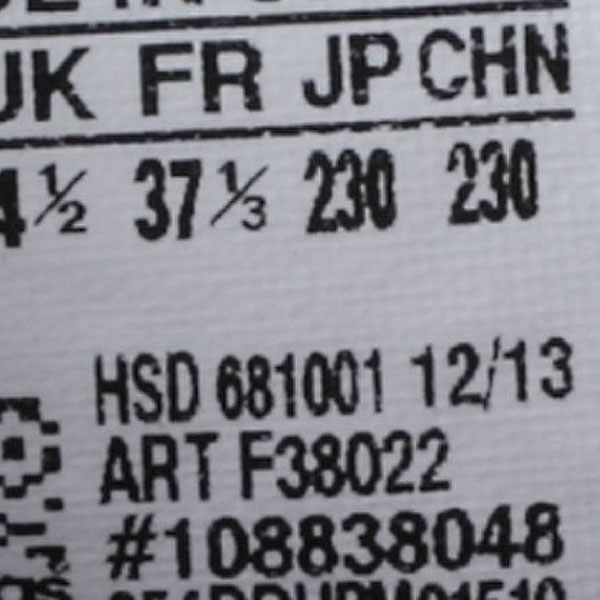 UK FR JP CHN
4½ 37⅓ 230 230
HSD 681001 12/13
ART F38022
#108838048